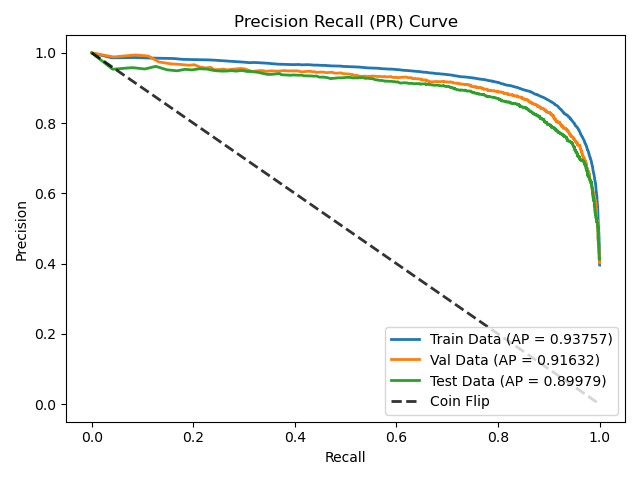 Precision Recall (PR) Curve
1.0
0.8
0.6
0.4
0.2
0.0
Precision
Train Data (AP = 0.93757)
Val Data (AP = 0.91632)
Test Data (AP = 0.89979)
Coin Flip
0.0 0.2 0.4 0.6 0.8 1.0
Recall